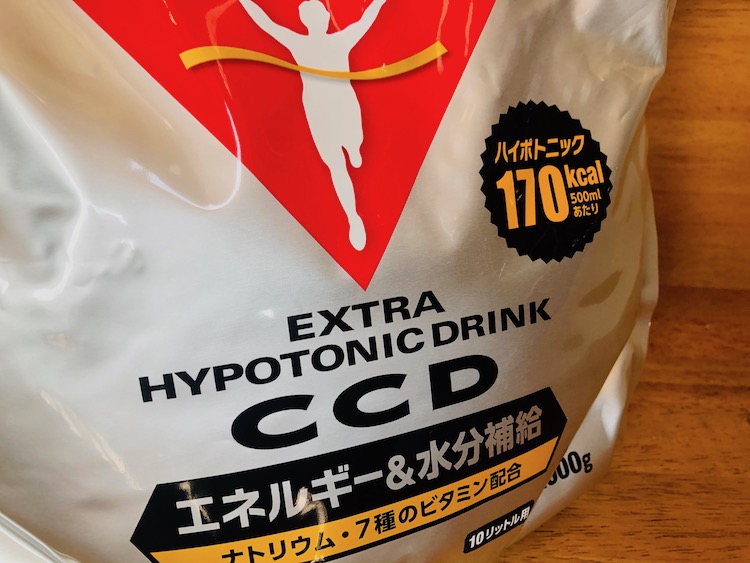 ハイポトニック
170kcal
500ml
あたり
EXTRA
HYPOTONIC DRINK
CCD
エネルギー&水分補給
ナトリウム・7種のビタミン配合
10リットル用